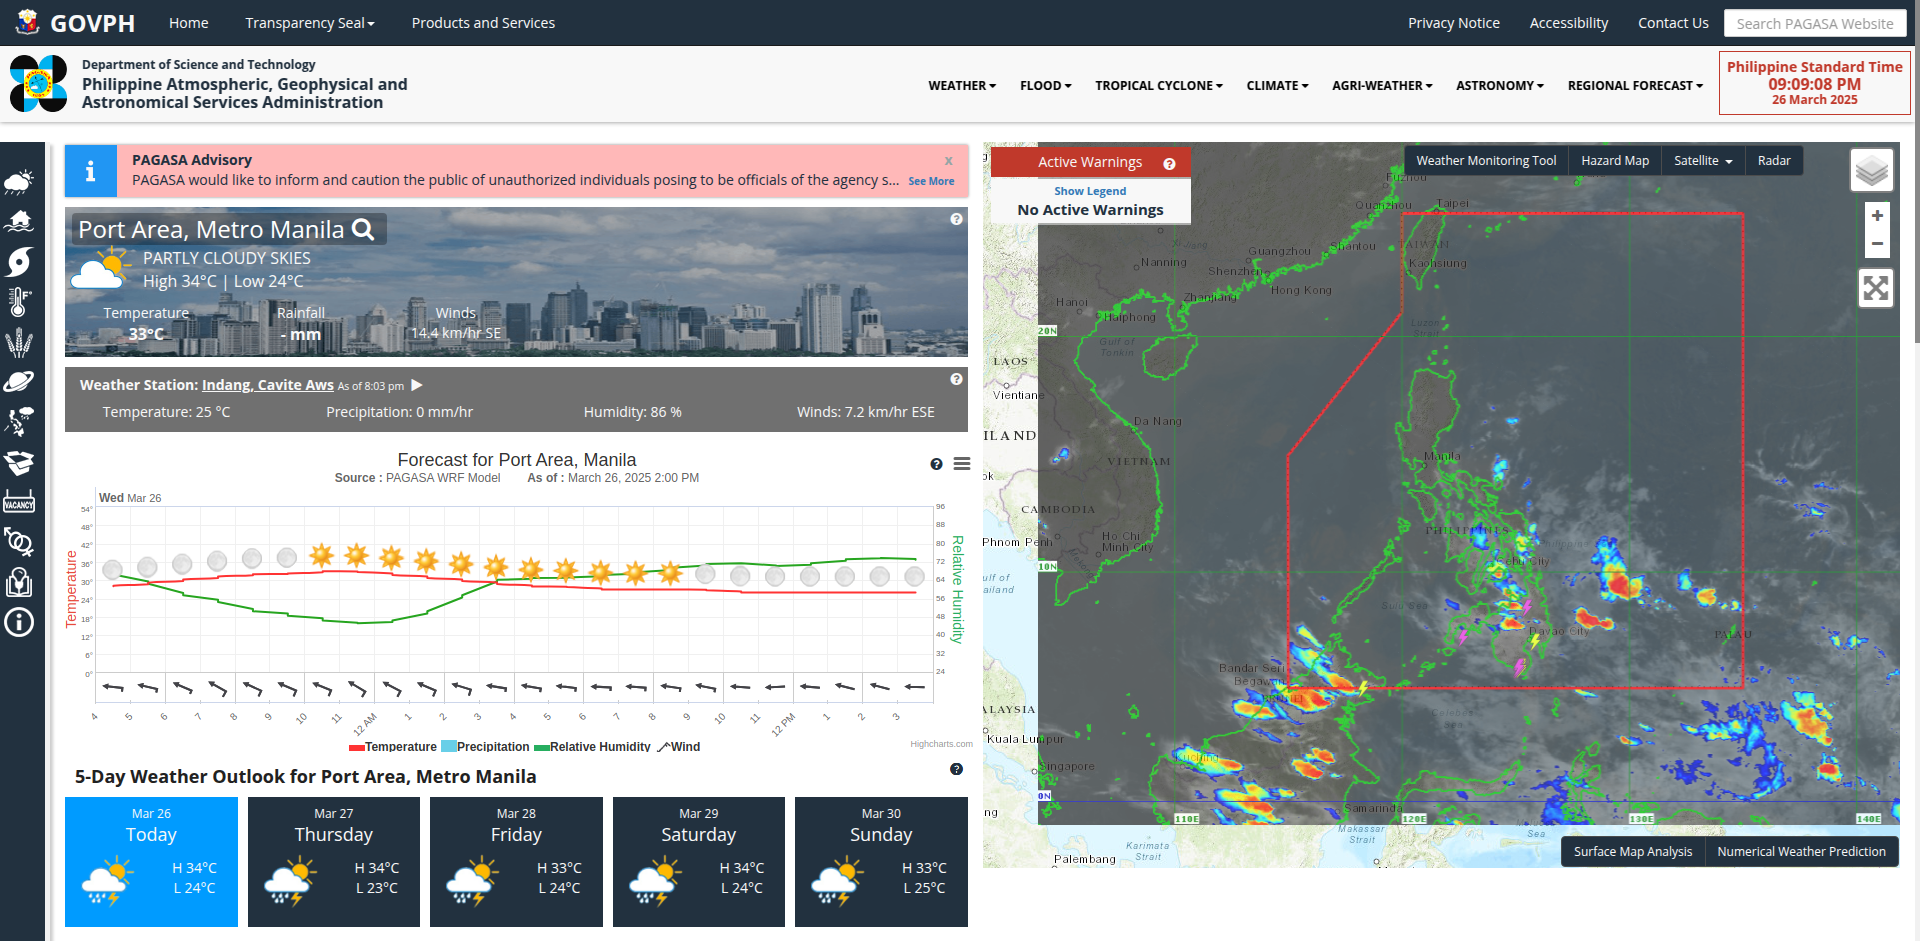 GOVPH
Home
Transparency Seal
Products and Services
Privacy Notice
Accessibility
Contact Us
Search PAGASA Website
Department of Science and Technology
Philippine Atmospheric, Geophysical and
Astronomical Services Administration
WEATHER
FLOOD
TROPICAL CYCLONE
CLIMATE
AGRI-WEATHER
ASTRONOMY
REGIONAL FORECAST
Philippine Standard Time
09:09:08 PM
26 March 2025
VACANCY
PAGASA Advisory
x
PAGASA would like to inform and caution the public of unauthorized individuals posing to be officials of the agency s... See More
Port Area, Metro Manila
PARTLY CLOUDY SKIES
High 34°C | Low 24°C
Temperature
33°C
Rainfall
- mm
Winds
14.4 km/hr SE
Weather Station: Indang, Cavite Aws As of 8:03 pm
Temperature: 25 °C
Precipitation: 0 mm/hr
Humidity: 86 %
Winds: 7.2 km/hr ESE
Forecast for Port Area, Manila
Source : PAGASA WRF Model As of : March 26, 2025 2:00 PM
Wed Mar 26
54°
48°
42°
36°
30°
24°
18°
12°
6°
0°
Temperature
96
88
80
72
64
56
48
40
32
24
Relative Humidity
4 5 6 7 8 9 10 11 12 AM 1 2 3 4 5 6 7 8 9 10 11 12 PM 1 2 3
Temperature Precipitation Relative Humidity Wind
Highcharts.com
5-Day Weather Outlook for Port Area, Metro Manila
Mar 26
Today
H 34°C
L 24°C
Mar 27
Thursday
H 34°C
L 23°C
Mar 28
Friday
H 33°C
L 24°C
Mar 29
Saturday
H 34°C
L 24°C
Mar 30
Sunday
H 33°C
L 25°C
Active Warnings
Show Legend
No Active Warnings
Weather Monitoring Tool
Hazard Map
Satellite
Radar
+
−
Fuzhou
Quanzhou
Taipei
TAIWAN
Kaohsiung
Shantou
Guangzhou
Shenzhen
Hong Kong
Nanning
Zhanjiang
Hanoi
Haiphong
Gulf of
Tonkin
Luzon
Strait
20N
LAOS
Vientiane
Da Nang
ILAND
VIETNAM
Manila
CAMBODIA
Phnom Penh
Ho Chi
Minh City
PHILIPPINES
Cebu City
10N
ulf of
ailand
Sulu Sea
Davao City
PALAU
Bandar Seri
Begawan
BRUNEI
Celebes
Sea
ALAYSIA
Kuala Lumpur
Kuching
Singapore
0N
Samarinda
110E
120E
130E
140E
Makassar
Strait
Karimata
Strait
Sea
ng
Palembang
Surface Map Analysis
Numerical Weather Prediction